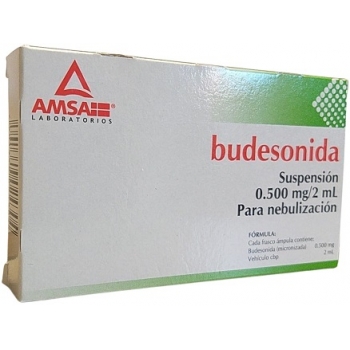 AMSA®
LABORATORIOS
budesonida
Suspensión
0.500 mg/2 mL
Para nebulización
FÓRMULA:
Cada frasco ámpula contiene:
Budesonida (micronizada) 0.500 mg
Vehículo cbp 2 mL